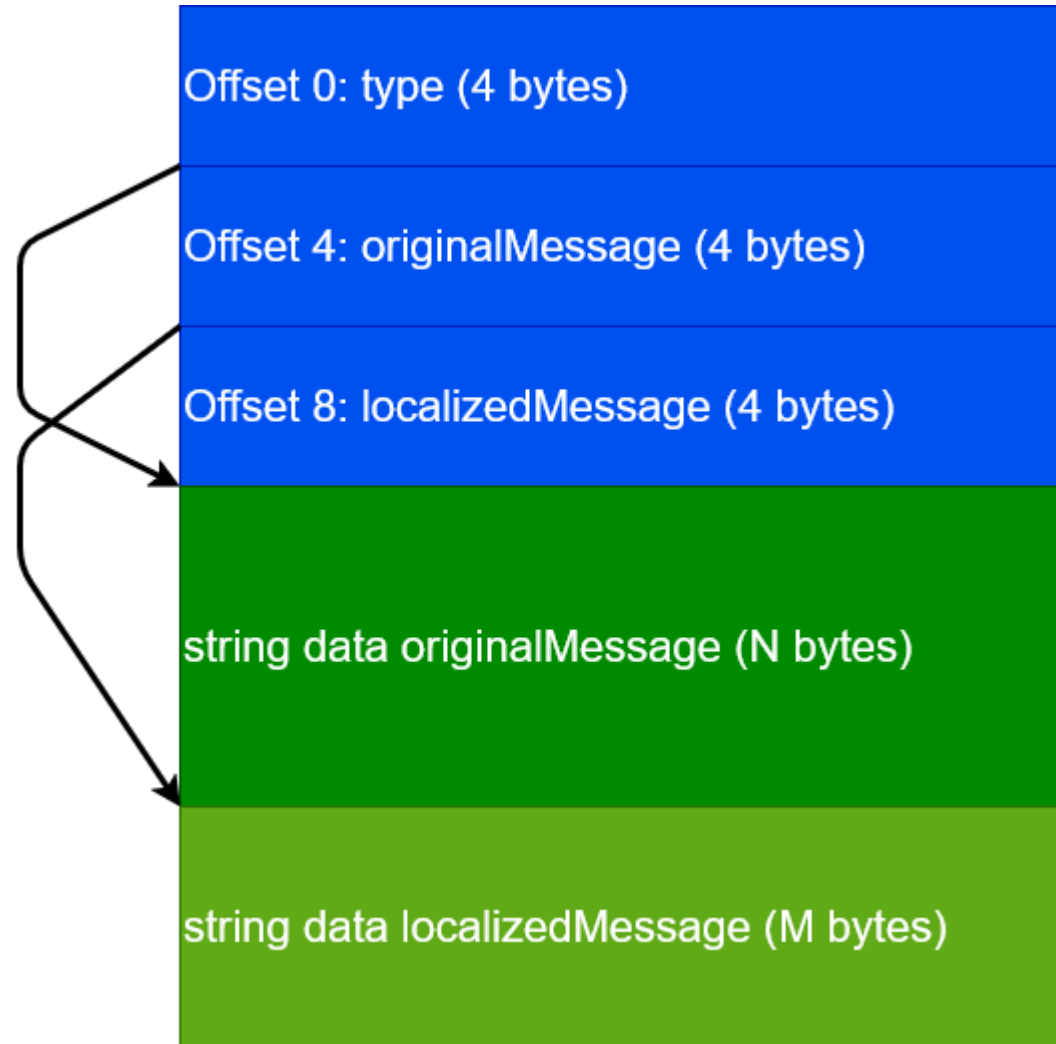 Offset 0: type (4 bytes)
Offset 4: originalMessage (4 bytes)
Offset 8: localizedMessage (4 bytes)
string data originalMessage (N bytes)
string data localizedMessage (M bytes)